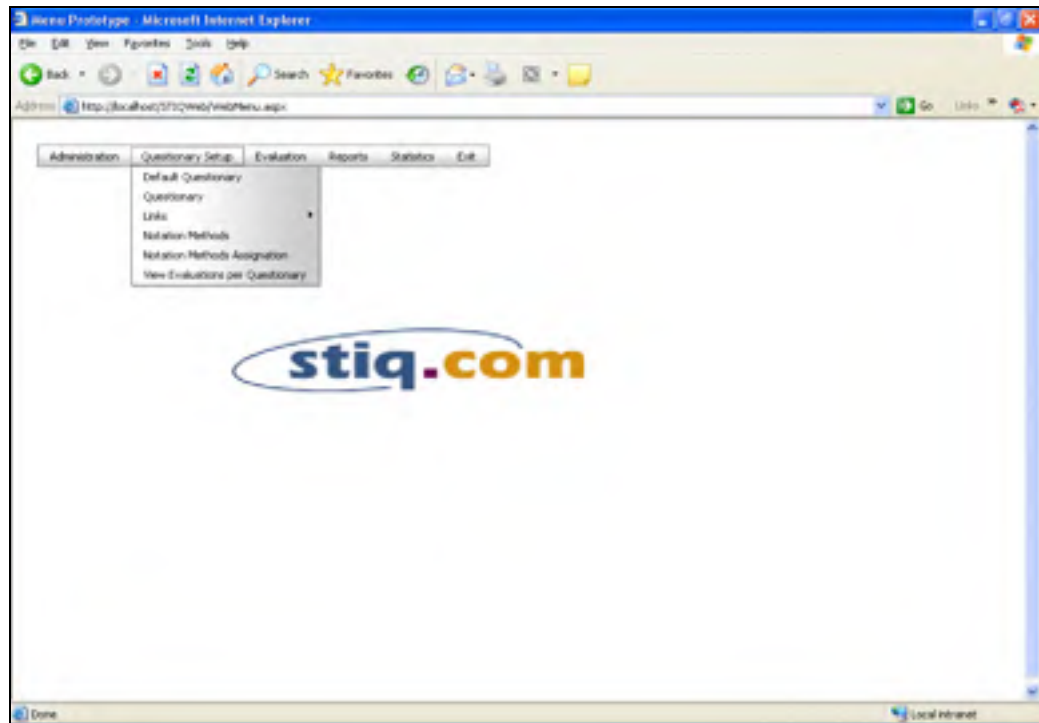 Menu Prototype - Microsoft Internet Explorer
File Edit View Favorites Tools Help
Back Search Favorites
Address http://localhost/STIQWeb/WebMenu.aspx Go Links
Administration Questionary Setup Evaluation Reports Statistics Exit
Default Questionary
Questionary
Links
Notation Methods
Notation Methods Assignation
View Evaluations per Questionary
stiq.com
Done Local intranet